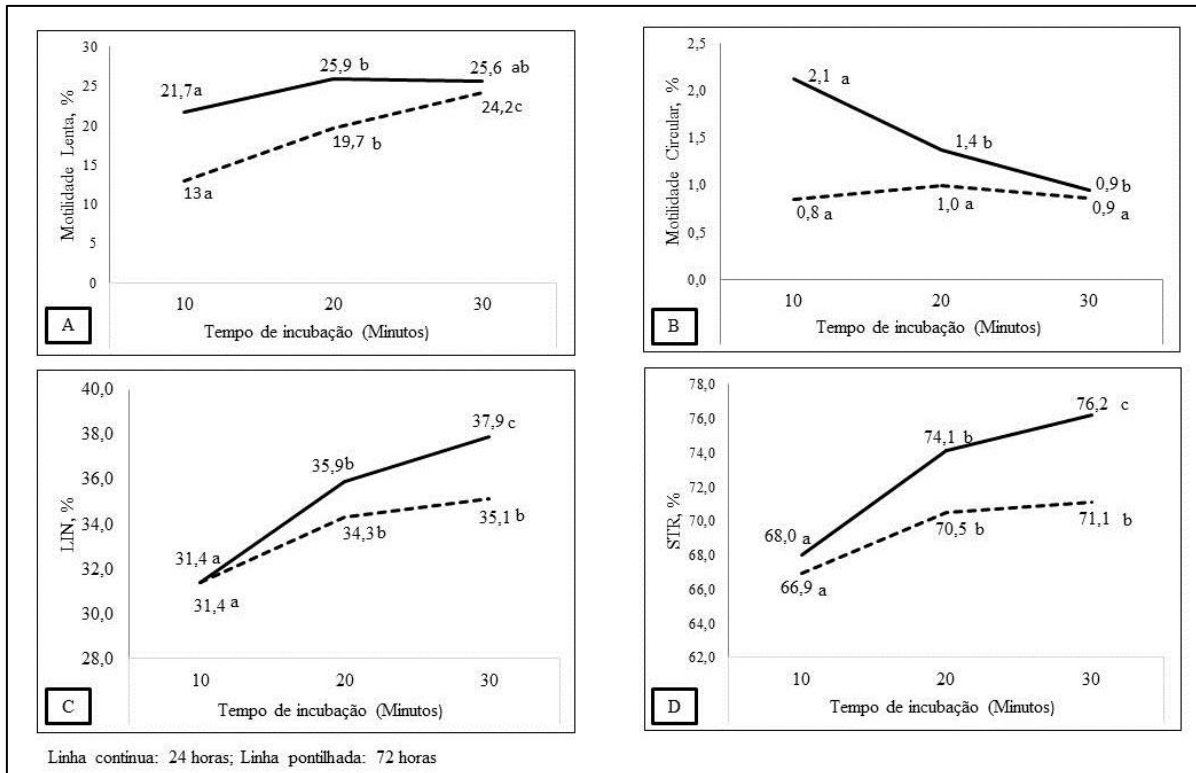 30
25
20
15
10
5
0
Motilidade Lenta, %
21,7a
25,9 b
25,6 ab
13a
19,7 b
24,2c
10 20 30
Tempo de incubação (Minutos)
A
2,5
2,0
1,5
1,0
0,5
0,0
Motilidade Circular, %
2,1 a
1,4 b
0,9 b
0,8 a
1,0 a
0,9 a
10 20 30
Tempo de incubação (Minutos)
B
40,0
38,0
36,0
34,0
32,0
30,0
28,0
LIN, %
31,4 a
35,9b
37,9 c
31,4 a
34,3 b
35,1 b
10 20 30
Tempo de incubação (Minutos)
C
78,0
76,0
74,0
72,0
70,0
68,0
66,0
64,0
62,0
STR, %
68,0 a
74,1 b
76,2 c
66,9 a
70,5 b
71,1 b
10 20 30
Tempo de incubação (Minutos)
D
Linha continua: 24 horas; Linha pontilhada: 72 horas